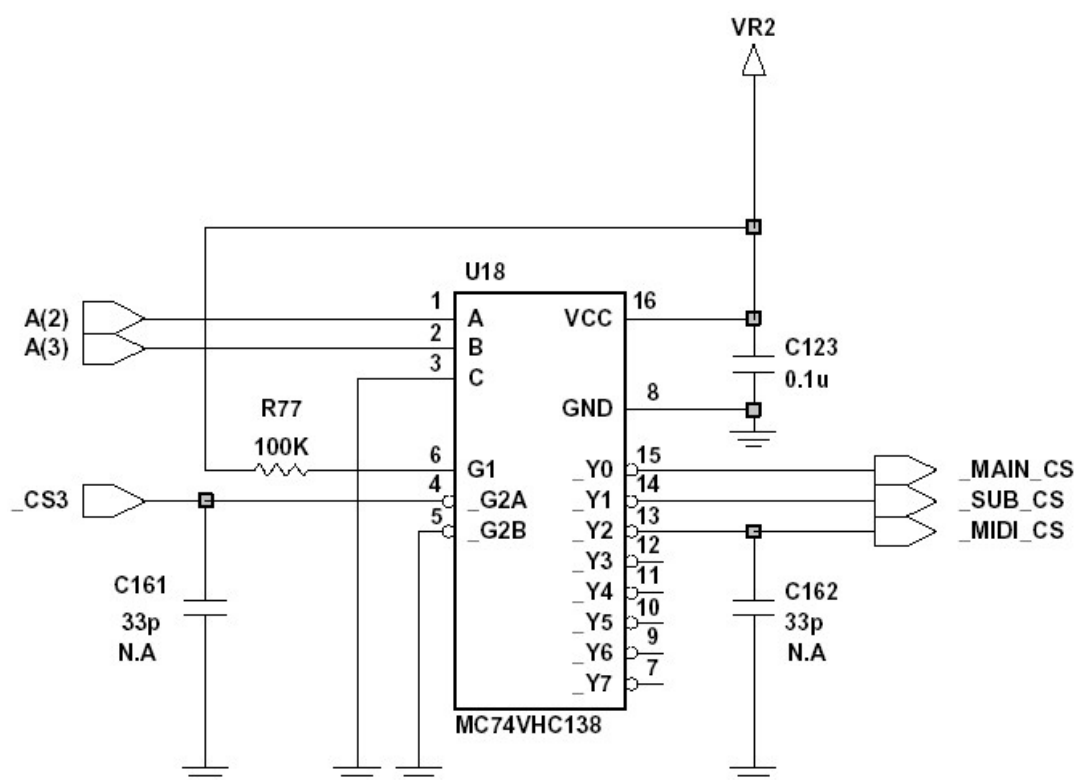 VR2
U18
A(2)
1
A
VCC
16
A(3)
2
B
3
C
C123
0.1u
GND
8
R77
100K
6
G1
_Y0
15
_MAIN_CS
_CS3
4
_G2A
_Y1
14
_SUB_CS
5
_G2B
_Y2
13
_MIDI_CS
_Y3
12
_Y4
11
_Y5
10
_Y6
9
_Y7
7
C161
33p
N.A
C162
33p
N.A
MC74VHC138